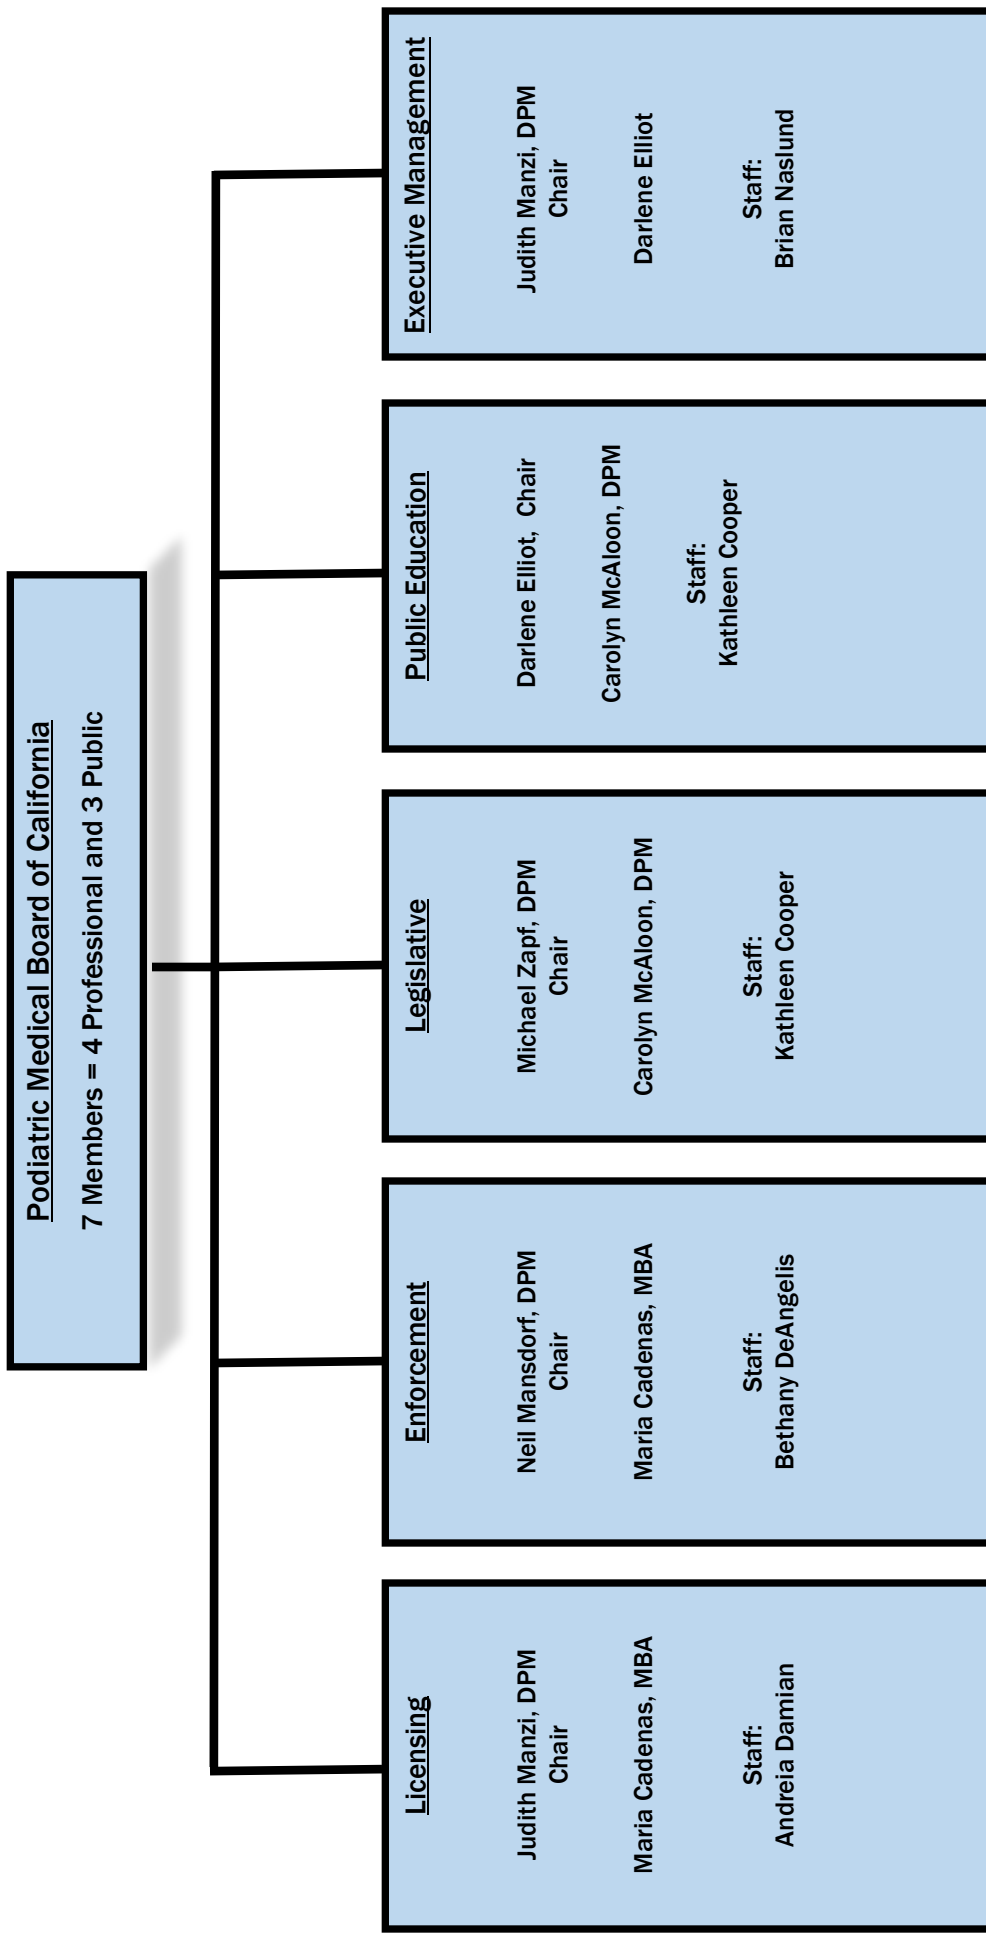 Podiatric Medical Board of California
7 Members = 4 Professional and 3 Public
Licensing
Judith Manzi, DPM
Chair
Maria Cadenas, MBA
Staff:
Andreia Damian
Enforcement
Neil Mansdorf, DPM
Chair
Maria Cadenas, MBA
Staff:
Bethany DeAngelis
Legislative
Michael Zapf, DPM
Chair
Carolyn McAloon, DPM
Staff:
Kathleen Cooper
Public Education
Darlene Elliot, Chair
Carolyn McAloon, DPM
Staff:
Kathleen Cooper
Executive Management
Judith Manzi, DPM
Chair
Darlene Elliot
Staff:
Brian Naslund